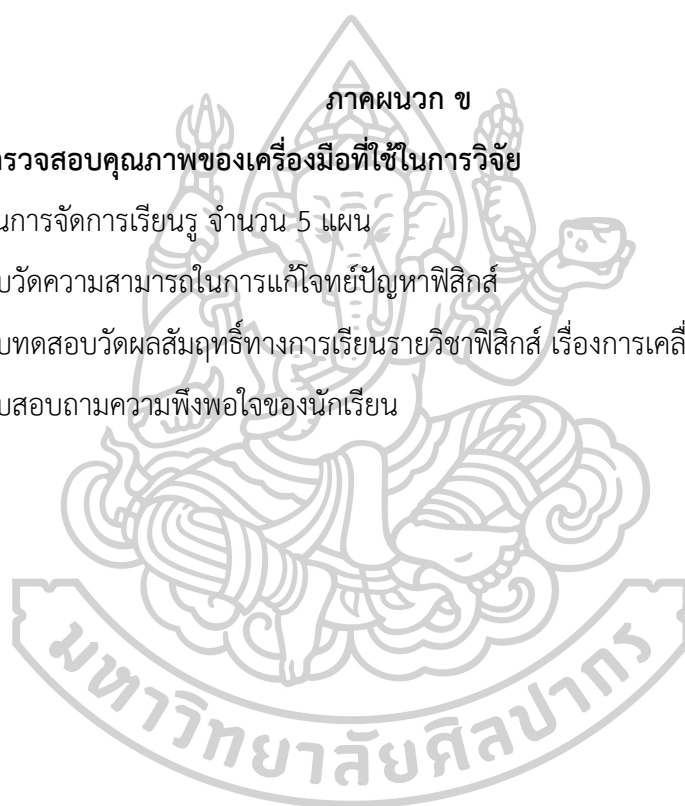 ภาคผนวก ข
ตรวจสอบคุณภาพของเครื่องมือที่ใช้ในการวิจัย
นการจัดการเรียนรู จำนวน 5 แผน
บวัดความสามารถในการแก้โจทย์ปัญหาฟิสิกส์
บทดสอบวัดผลสัมฤทธิ์ทางการเรียนรายวิชาฟิสิกส์ เรื่องการเคลื่
บสอบถามความพึงพอใจของนักเรียน
มหาวิทยาลัยศิลปากร